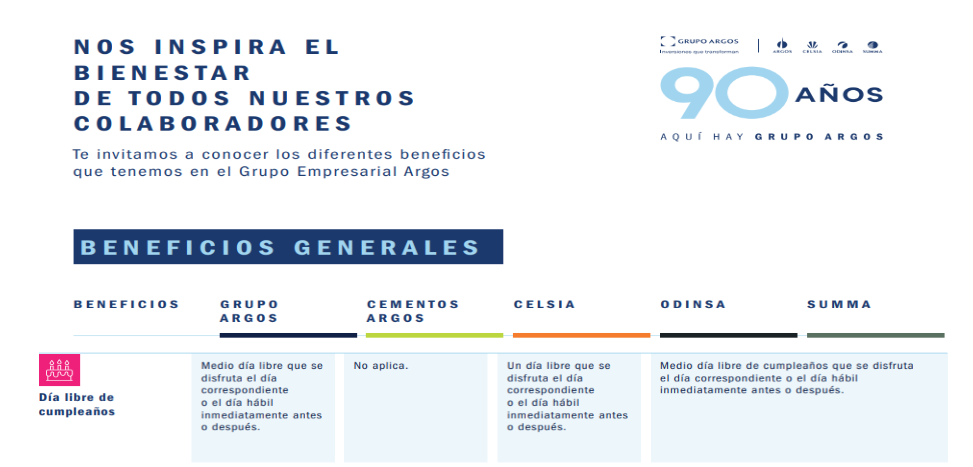 NOS INSPIRA EL
BIENESTAR
DE TODOS NUESTROS
COLABORADORES
Te invitamos a conocer los diferentes beneficios
que tenemos en el Grupo Empresarial Argos
GRUPO ARGOS
Inversiones que transforman
ARGOS CELSIA ODINSA SUMMA
90 AÑOS
AQUÍ HAY GRUPO ARGOS
BENEFICIOS GENERALES
BENEFICIOS
GRUPO
ARGOS
CEMENTOS
ARGOS
CELSIA
ODINSA
SUMMA
Día libre de
cumpleaños
Medio día libre que se
disfruta el día
correspondiente
o el día hábil
inmediatamente antes
o después.
No aplica.
Un día libre que se
disfruta el día
correspondiente
o el día hábil
inmediatamente antes
o después.
Medio día libre de cumpleaños que se disfruta
el día correspondiente o el día hábil
inmediatamente antes o después.